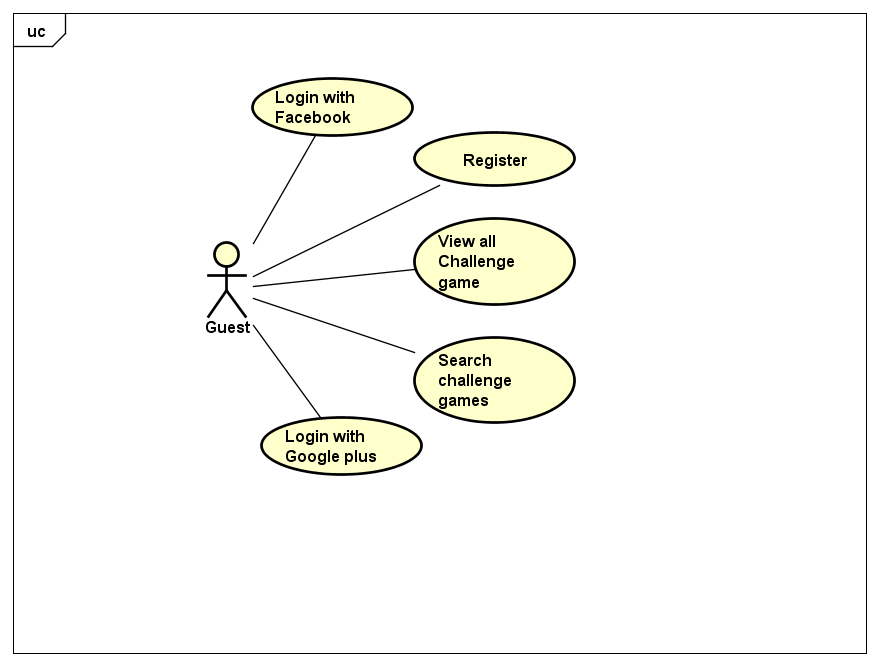 uc
Login with
Facebook
Register
View all
Challenge
game
Guest
Search
challenge
games
Login with
Google plus